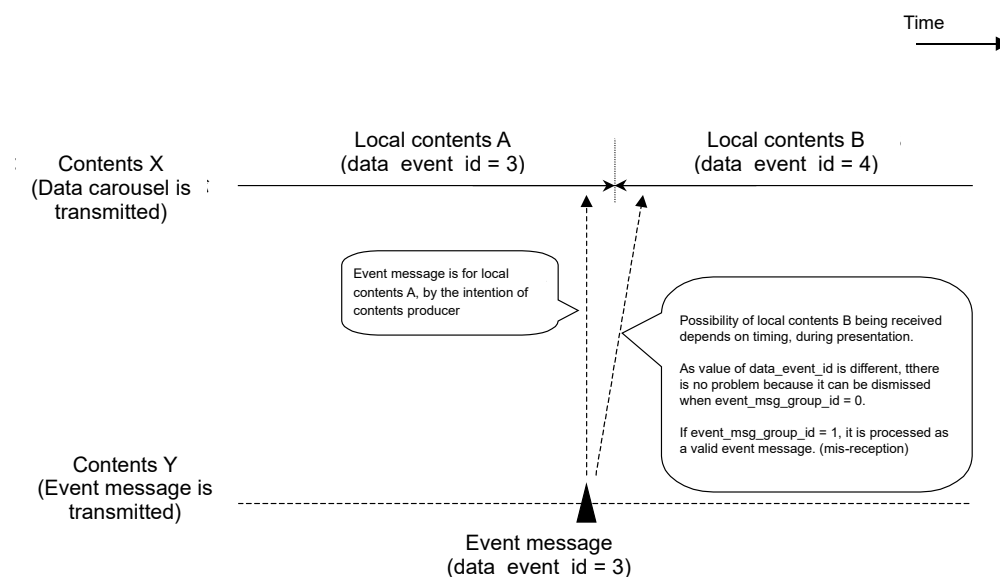 Time
Local contents A
(data event id = 3)
Local contents B
(data event id = 4)
Contents X
(Data carousel is
transmitted)
Event message is for local
contents A, by the intention of
contents producer
Possibility of local contents B being received
depends on timing, during presentation.
As value of data_event_id is different, tthere
is no problem because it can be dismissed
when event_msg_group_id = 0.
If event_msg_group_id = 1, it is processed as
a valid event message. (mis-reception)
Contents Y
(Event message is
transmitted)
Event message
(data event id = 3)